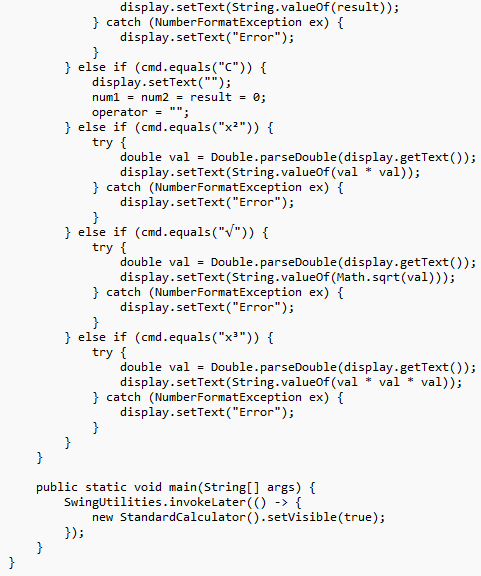 display.setText(String.valueOf(result));
            } catch (NumberFormatException ex) {
                display.setText("Error");
            }
        } else if (cmd.equals("C")) {
            display.setText("");
            num1 = num2 = result = 0;
            operator = "";
        } else if (cmd.equals("x²")) {
            try {
                double val = Double.parseDouble(display.getText());
                display.setText(String.valueOf(val * val));
            } catch (NumberFormatException ex) {
                display.setText("Error");
            }
        } else if (cmd.equals("√")) {
            try {
                double val = Double.parseDouble(display.getText());
                display.setText(String.valueOf(Math.sqrt(val)));
            } catch (NumberFormatException ex) {
                display.setText("Error");
            }
        } else if (cmd.equals("x³")) {
            try {
                double val = Double.parseDouble(display.getText());
                display.setText(String.valueOf(val * val * val));
            } catch (NumberFormatException ex) {
                display.setText("Error");
            }
        }
    }

    public static void main(String[] args) {
        SwingUtilities.invokeLater(() -> {
            new StandardCalculator().setVisible(true);
        });
    }
}